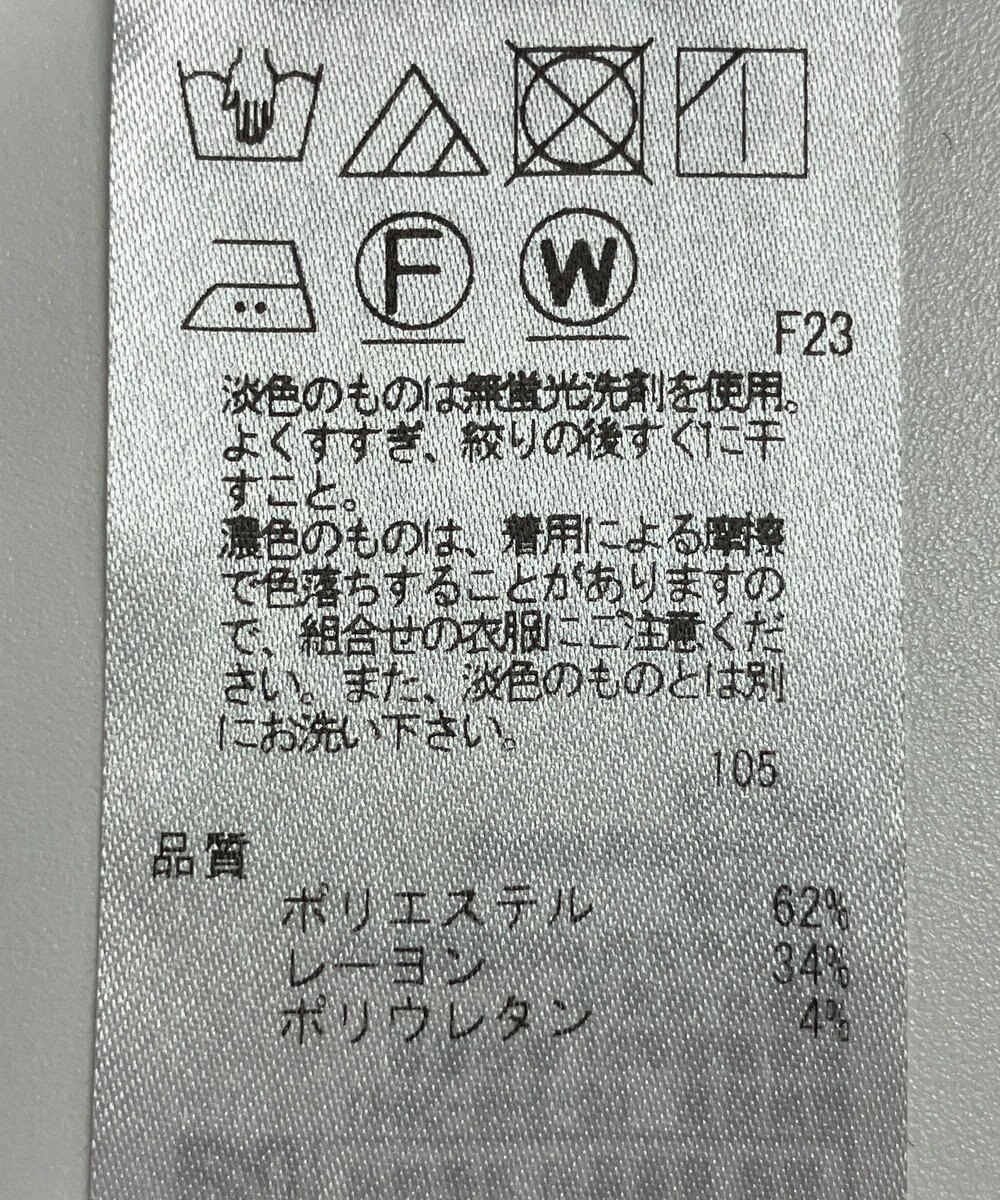 F
W
F23
淡色のものは無蛍光洗剤を使用。
よくすすぎ、絞りの後すぐに干
すこと。
濃色のものは、着用による摩擦
で色落ちすることがありますの
で、組合せの衣服にご注意くだ
さい。また、淡色のものとは別
にお洗い下さい。
105
品質
ポリエステル 62%
レーヨン 34%
ポリウレタン 4%